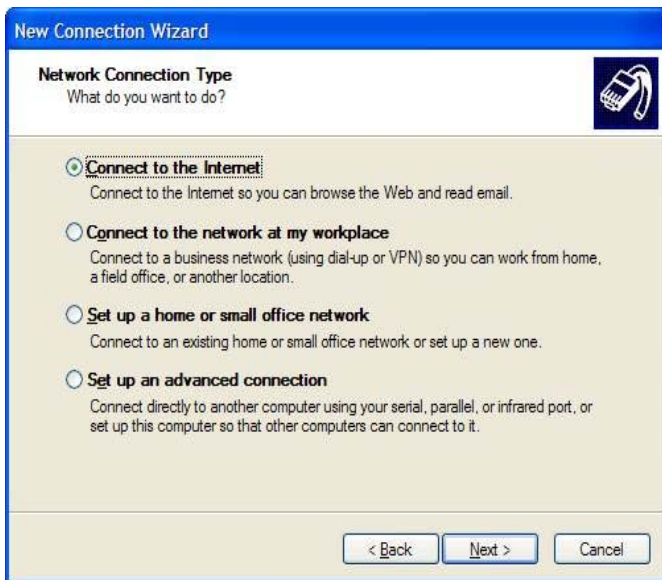 New Connection Wizard
Network Connection Type
What do you want to do?
Connect to the Internet
Connect to the Internet so you can browse the Web and read email.
Connect to the network at my workplace
Connect to a business network (using dial-up or VPN) so you can work from home,
a field office, or another location.
Set up a home or small office network
Connect to an existing home or small office network or set up a new one.
Set up an advanced connection
Connect directly to another computer using your serial, parallel, or infrared port, or
set up this computer so that other computers can connect to it.
< Back Next > Cancel